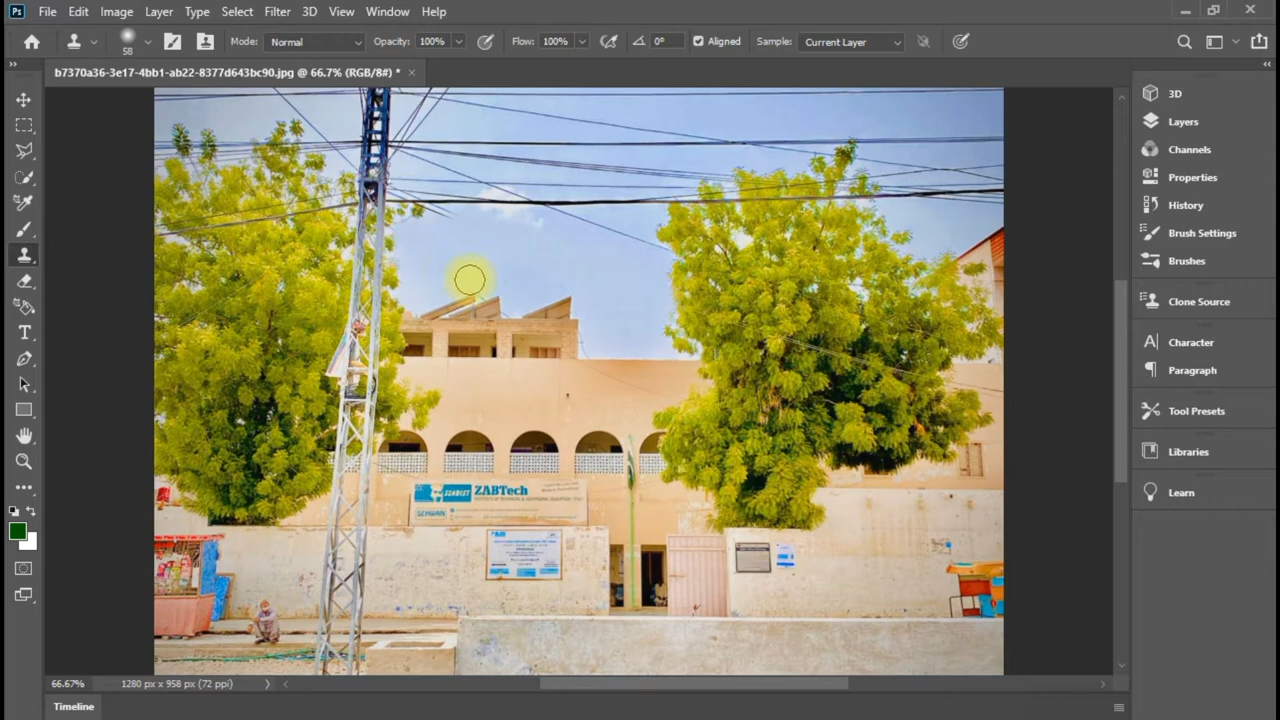 Ps File Edit Image Layer Type Select Filter 3D View Window Help
58 Mode: Normal Opacity: 100% Flow: 100% 0° Aligned Sample: Current Layer
b7370a36-3e17-4bb1-ab22-8377d643bc90.jpg @ 66.7% (RGB/8#) * ×
3D
Layers
Channels
Properties
History
Brush Settings
Brushes
Clone Source
Character
Paragraph
Tool Presets
Libraries
Learn
SZABIST ZABTech
SEHWAN
66.67% 1280 px x 958 px (72 ppi)
Timeline